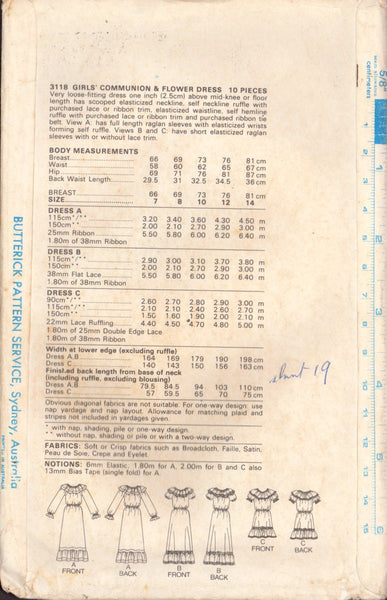 3118 GIRLS' COMMUNION & FLOWER DRESS 10 PIECES
Very loose-fitting dress one inch (2.5cm) above mid-knee or floor
length has scooped elasticized neckline, self neckline ruffle with
purchased lace or ribbon trim, elasticized waistline, self hemline
ruffle with purchased lace or ribbon trim and purchased ribbon tie
belt. View A: has full length raglan sleeves with elasticized wrists
forming self ruffle. Views B and C: have short elasticized raglan
sleeves with or without ribbon trim.
BODY MEASUREMENTS
Breast 66 69 73 76 81 cm
Waist 58 60 62 65 67 cm
Hip 69 71 76 81 87 cm
Back Waist Length 29.5 31 32.5 34.5 36 cm
BREAST 66 69 73 76 81 cm
SIZE 7 8 10 12 14
DRESS A
115cm*/** 3.20 3.40 3.60 4.30 4.50 m
150cm** 2.00 2.10 2.70 2.90 3.00 m
25mm Ribbon 5.50 5.80 6.00 6.20 6.40 m
1.80m of 38mm Ribbon
DRESS B
115cm*/** 2.90 3.00 3.10 3.70 3.80 m
150cm** 2.00 2.10 2.70 2.90 3.00 m
38mm Flat Lace 5.50 5.80 6.00 6.20 6.40 m
1.80m of 38mm Ribbon
DRESS C
90cm*/** 2.60 2.70 2.80 2.90 3.00 m
115cm*/** 2.10 2.10 2.40 2.60 2.70 m
150cm** 1.50 1.60 1.90 2.00 2.10 m
22mm Lace Ruffling 4.40 4.50 4.70 4.80 5.00 m
1.80m of 25mm Double Edge Lace
1.80m of 38mm Ribbon
Width at lower edge (excluding ruffle)
Dress A,B 164 169 179 190 198 cm
Dress C 140 143 150 156 163 cm
Finished back length from base of neck
(including ruffle, excluding blousing)
Dress A,B 79.5 84.5 94 103 110 cm
Dress C 57 59.5 65 70 75 cm
Obvious diagonal fabrics are not suitable. For one-way design: use
nap yardage and nap layout. Allowance for matching plaid and
stripes not included in yardage given.
* - with nap, shading, pile or one-way design.
** - without nap, shading, pile or with a two-way design.
FABRICS: Soft or Crisp fabrics such as Broadcloth, Faille, Satin,
Peau de Soie, Crepe and Eyelet.
NOTIONS: 6mm Elastic, 1.80m for A, 2.00m for B and C also
13mm Bias Tape (single fold) for A.
A
FRONT
A
BACK
B
FRONT
B
BACK
C
FRONT
C
BACK
BUTTERICK PATTERN SERVICE, Sydney, Australia
PRINTED IN AUSTRALIA
short 19
5/8"
centimetres
1
2
3
4
5
6